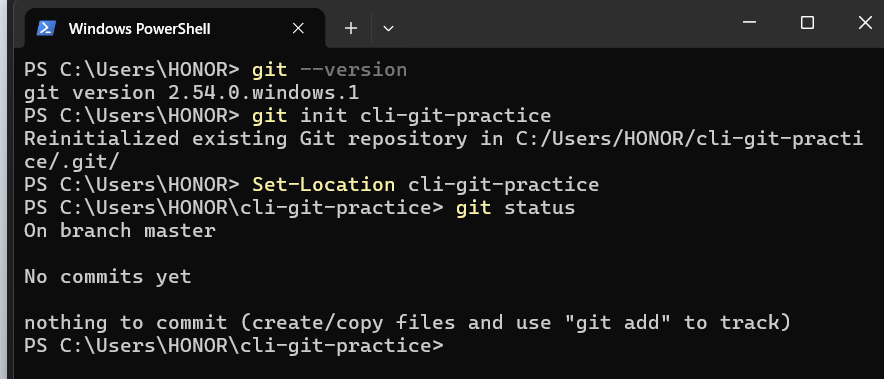 Windows PowerShell
PS C:\Users\HONOR> git --version
git version 2.54.0.windows.1
PS C:\Users\HONOR> git init cli-git-practice
Reinitialized existing Git repository in C:/Users/HONOR/cli-git-practi
ce/.git/
PS C:\Users\HONOR> Set-Location cli-git-practice
PS C:\Users\HONOR\cli-git-practice> git status
On branch master
No commits yet
nothing to commit (create/copy files and use "git add" to track)
PS C:\Users\HONOR\cli-git-practice>